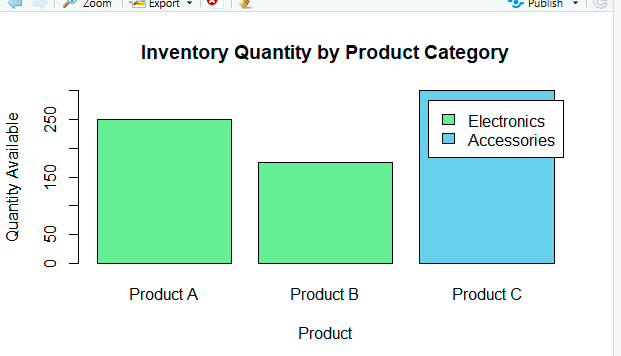 Zoom Export Publish
Inventory Quantity by Product Category
Quantity Available
250
150
50
0
Electronics
Accessories
Product A Product B Product C
Product